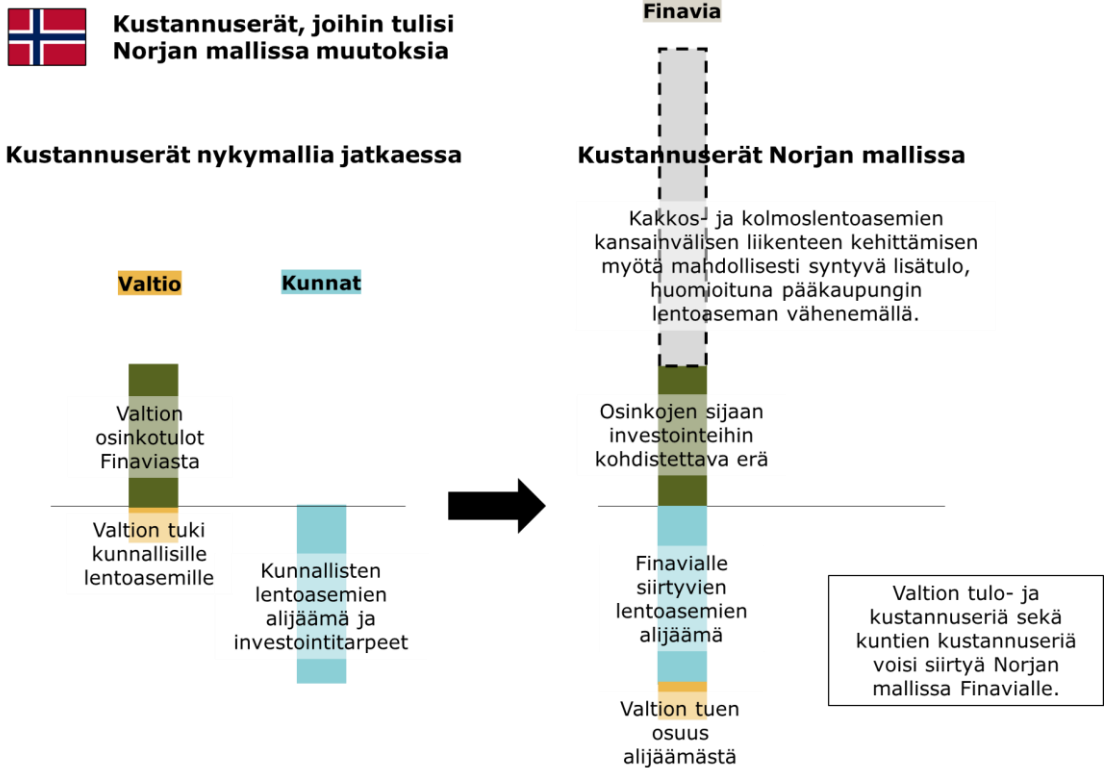 Kustannuserät, joihin tulisi
Norjan mallissa muutoksia
Kustannuserät nykymallia jatkaessa
Valtio
Kunnat
Valtion
osinkotulot
Finaviasta
Valtion tuki
kunnallisille
lentoasemille
Kunnallisten
lentoasemien
alijäämä ja
investointitarpeet
Finavia
Kustannuserät Norjan mallissa
Kakkos- ja kolmoslentoasemien
kansainvälisen liikenteen kehittämisen
myötä mahdollisesti syntyvä lisätulo,
huomioituna pääkaupungin
lentoaseman vähenemällä.
Osinkojen sijaan
investointeihin
kohdistettava erä
Finavialle
siirtyvien
lentoasemien
alijäämä
Valtion tuen
osuus
alijäämästä
Valtion tulo- ja
kustannuseriä sekä
kuntien kustannuseriä
voisi siirtyä Norjan
mallissa Finavialle.